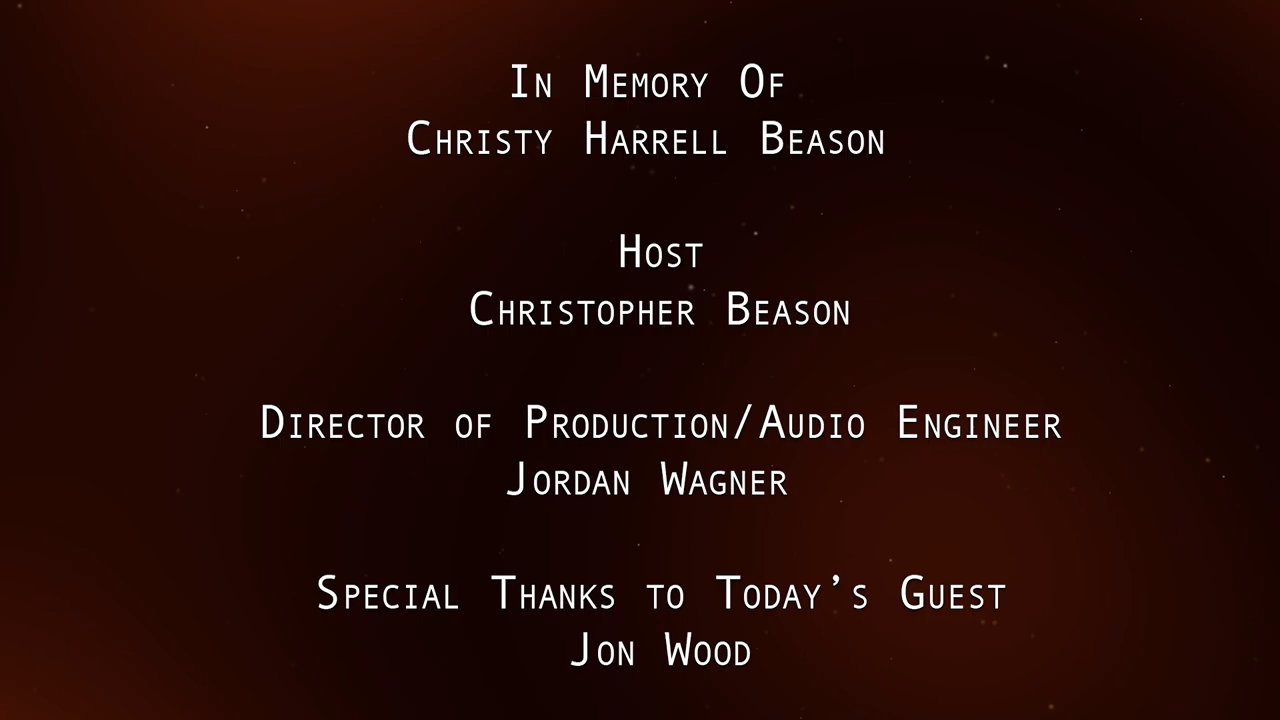 In Memory Of
Christy Harrell Beason
Host
Christopher Beason
Director of Production/Audio Engineer
Jordan Wagner
Special Thanks to Today’s Guest
Jon Wood